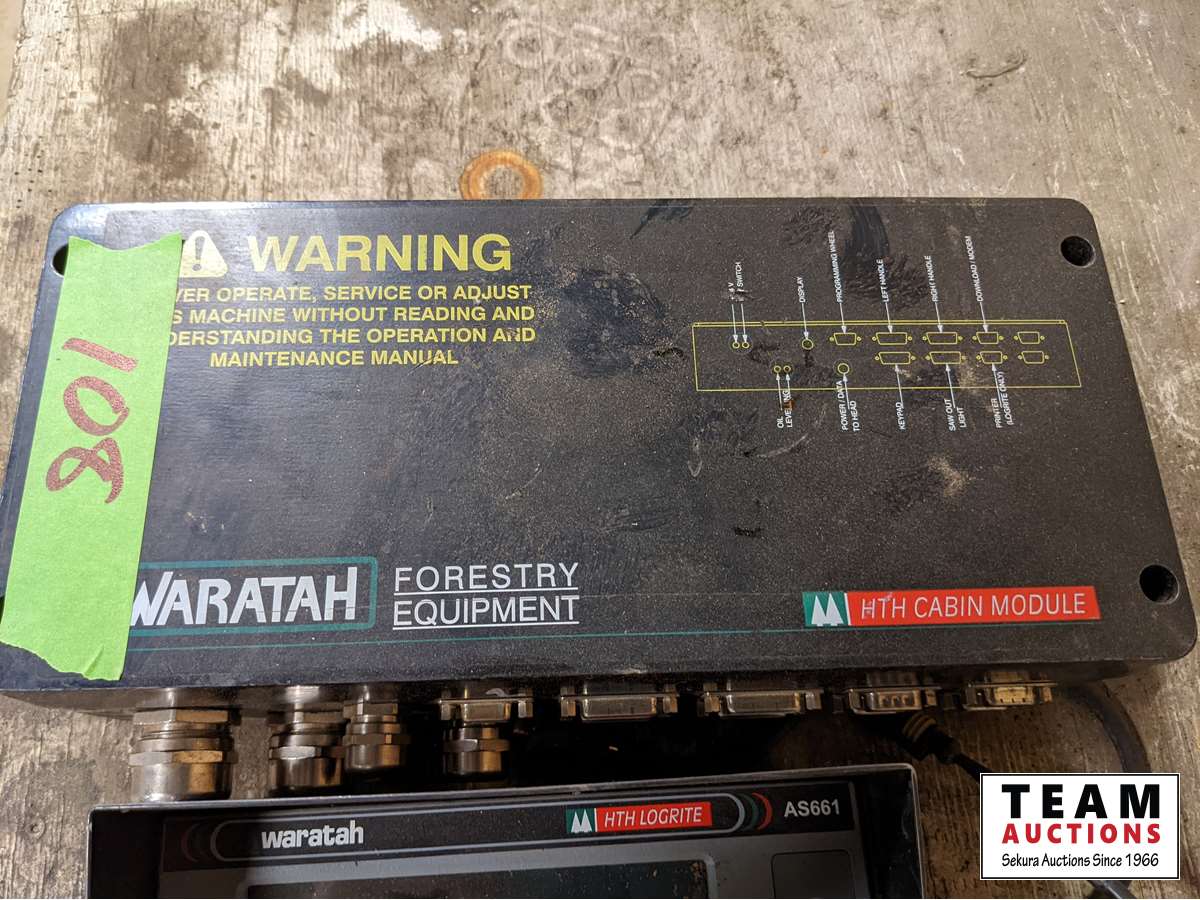 WARNING
VER OPERATE, SERVICE OR ADJUST
S MACHINE WITHOUT READING AND
DERSTANDING THE OPERATION AND
MAINTENANCE MANUAL
801
SWITCH
DISPLAY
PROGRAMMING WHEEL
LEFT HANDLE
RIGHT HANDLE
DOWNLOAD / MODEM
OIL
POWER / DATA
TO HEAD
KEYPAD
SAW OUT
LIGHT
PRINTER
(LOGRITE ONLY)
WARATAH
FORESTRY
EQUIPMENT
HTH CABIN MODULE
waratah
HTH LOGRITE
AS661
TEAM
AUCTIONS
Sekura Auctions Since 1966